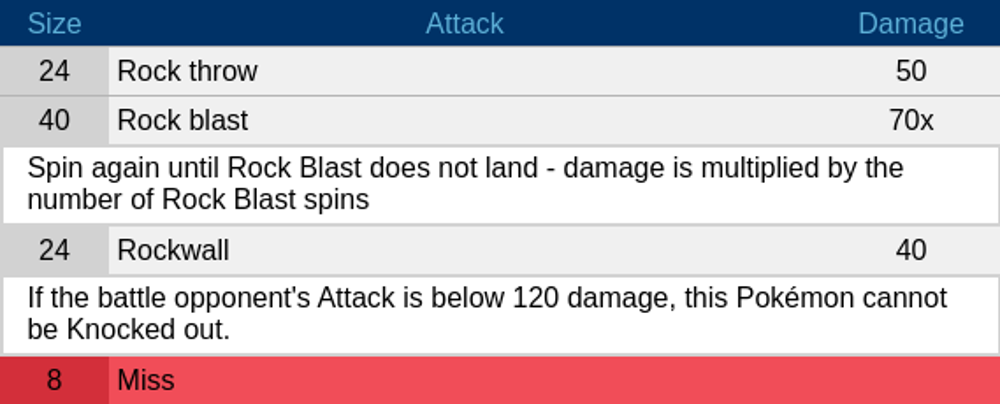 Size Attack Damage
24 Rock throw 50
40 Rock blast 70x
Spin again until Rock Blast does not land - damage is multiplied by the
number of Rock Blast spins
24 Rockwall 40
If the battle opponent's Attack is below 120 damage, this Pokémon cannot
be Knocked out.
8 Miss